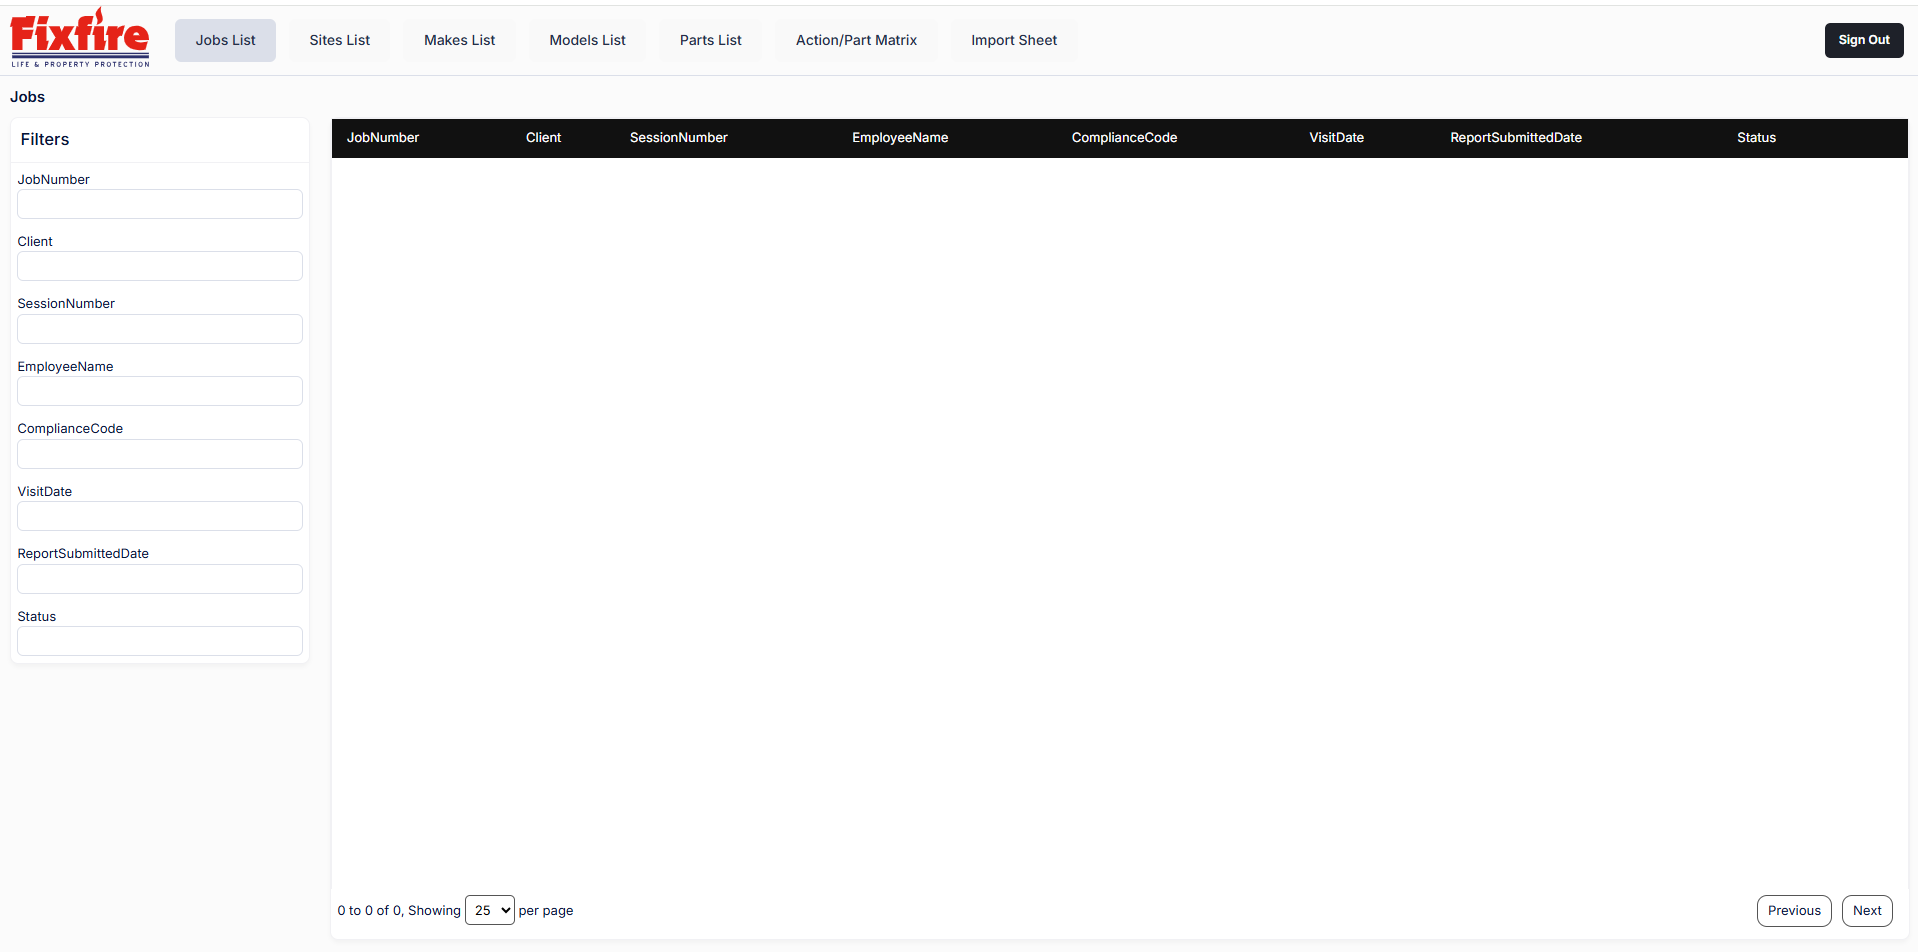 Fixfire
LIFE & PROPERTY PROTECTION
Jobs List
Sites List
Makes List
Models List
Parts List
Action/Part Matrix
Import Sheet
Sign Out
Jobs
Filters
JobNumber
Client
SessionNumber
EmployeeName
ComplianceCode
VisitDate
ReportSubmittedDate
Status
JobNumber Client SessionNumber EmployeeName ComplianceCode VisitDate ReportSubmittedDate Status
0 to 0 of 0, Showing 25 per page
Previous
Next